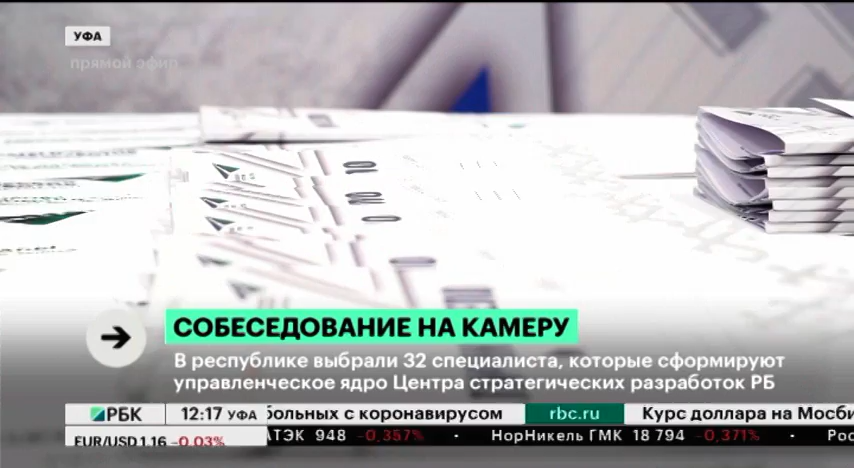 УФА
прямой эфир
СОБЕСЕДОВАНИЕ НА КАМЕРУ
В республике выбрали 32 специалиста, которые сформируют
управленческое ядро Центра стратегических разработок РБ
РБК 12:17 УФА больных с коронавирусом rbc.ru Курс доллара на Мосби
EUR/USD 1,16 -0,03% АТЭК 948 -0,357% · НорНикель ГМК 18 794 -0,371% · Рос